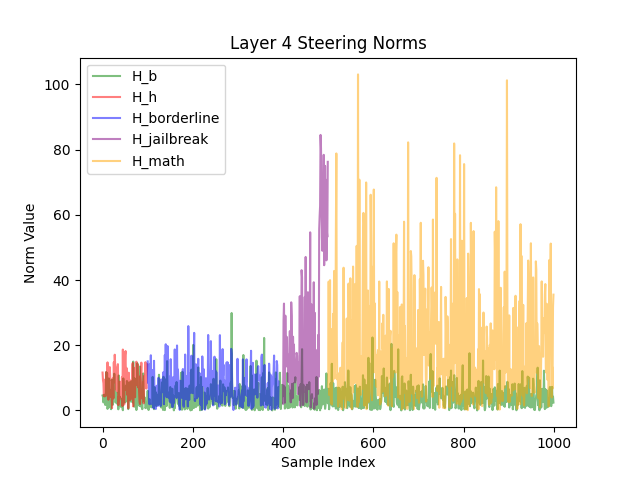 Layer 4 Steering Norms
H_b
H_h
H_borderline
H_jailbreak
H_math
Norm Value
100
80
60
40
20
0
0 200 400 600 800 1000
Sample Index